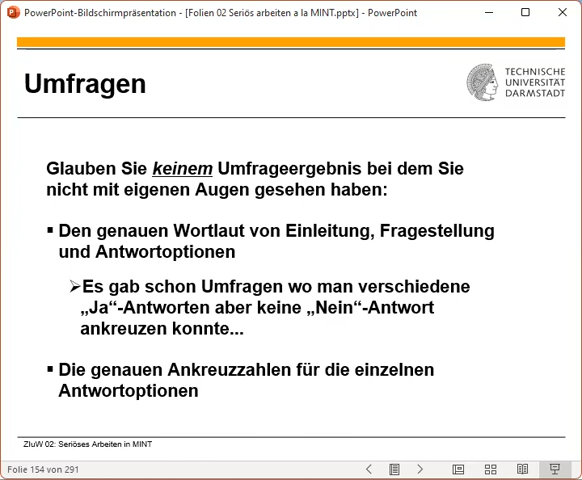 PowerPoint-Bildschirmpräsentation - [Folien 02 Seriös arbeiten a la MINT.pptx] - PowerPoint
Umfragen
TECHNISCHE
UNIVERSITÄT
DARMSTADT
Glauben Sie keinem Umfrageergebnis bei dem Sie
nicht mit eigenen Augen gesehen haben:
▪ Den genauen Wortlaut von Einleitung, Fragestellung
und Antwortoptionen
➢Es gab schon Umfragen wo man verschiedene
„Ja“-Antworten aber keine „Nein“-Antwort
ankreuzen konnte...
▪ Die genauen Ankreuzzahlen für die einzelnen
Antwortoptionen
ZIuW 02: Seriöses Arbeiten in MINT
Folie 154 von 291